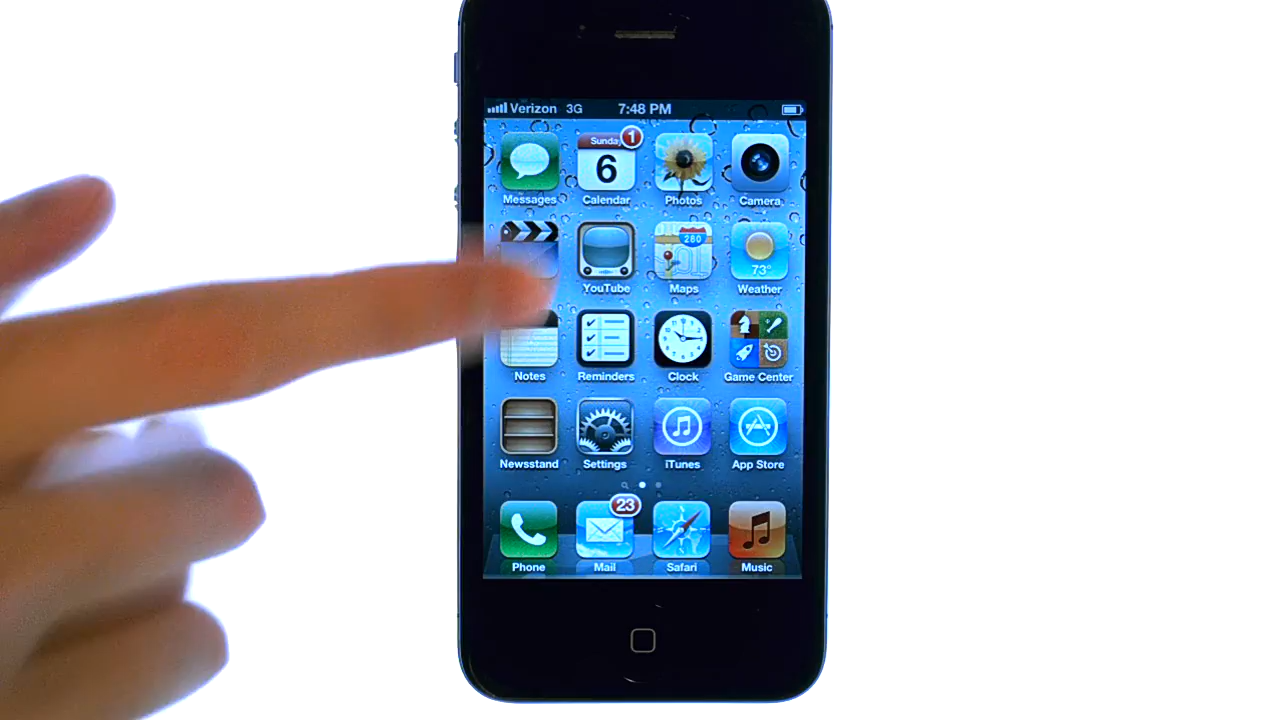 Verizon 3G 7:48 PM
Sunday 1
6
Messages Calendar Photos Camera
280
73°
YouTube Maps Weather
Notes Reminders Clock Game Center
Newsstand Settings iTunes App Store
23
Phone Mail Safari Music